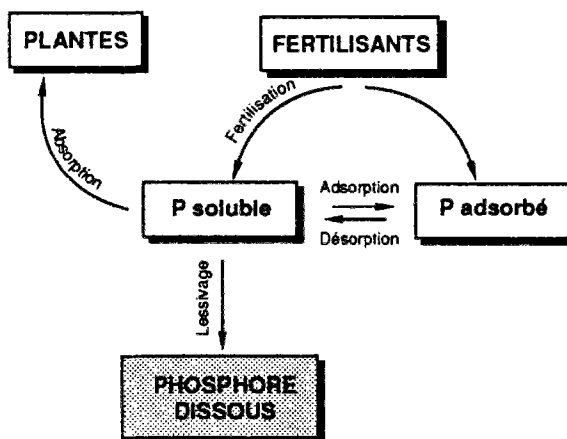 PLANTES
FERTILISANTS
Fertilisation
Absorption
P soluble
Adsorption
Désorption
P adsorbé
Lessivage
PHOSPHORE
DISSOUS